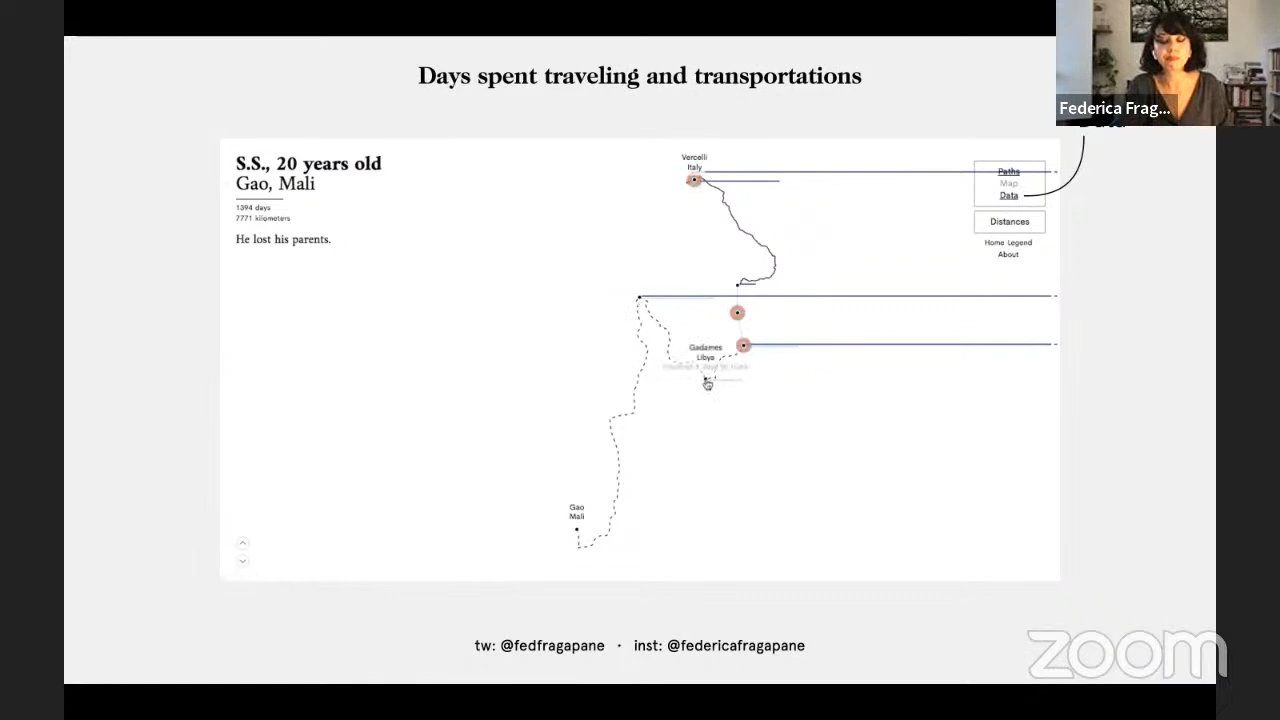 Days spent traveling and transportations
Federica Frag...
S.S., 20 years old
Gao, Mali
1394 days
7771 kilometers
He lost his parents.
Vercelli
Italy
Paths
Map
Data
Distances
Home Legend
About
Gadames
Libya
Gao
Mali
tw: @fedfragapane · inst: @federicafragapane
zoom